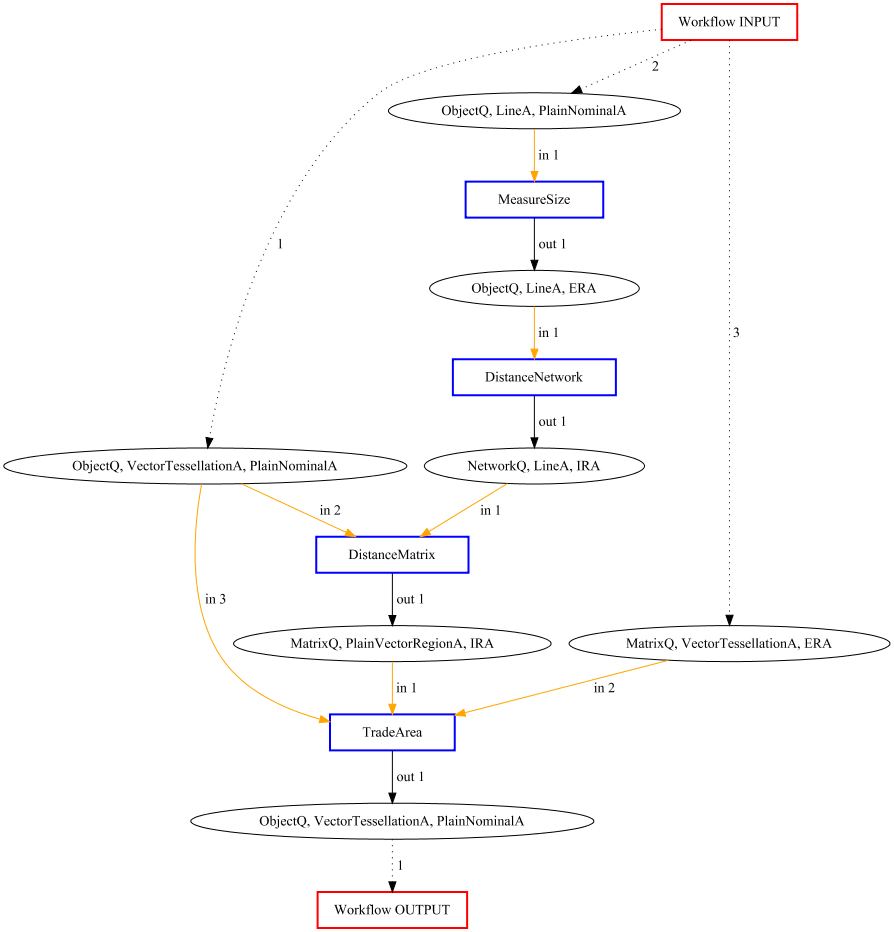 Workflow INPUT
2
ObjectQ, LineA, PlainNominalA
in 1
MeasureSize
1
out 1
ObjectQ, LineA, ERA
in 1
3
DistanceNetwork
out 1
ObjectQ, VectorTessellationA, PlainNominalA
NetworkQ, LineA, IRA
in 2
in 1
DistanceMatrix
in 3
out 1
MatrixQ, PlainVectorRegionA, IRA
MatrixQ, VectorTessellationA, ERA
in 1
in 2
TradeArea
out 1
ObjectQ, VectorTessellationA, PlainNominalA
1
Workflow OUTPUT